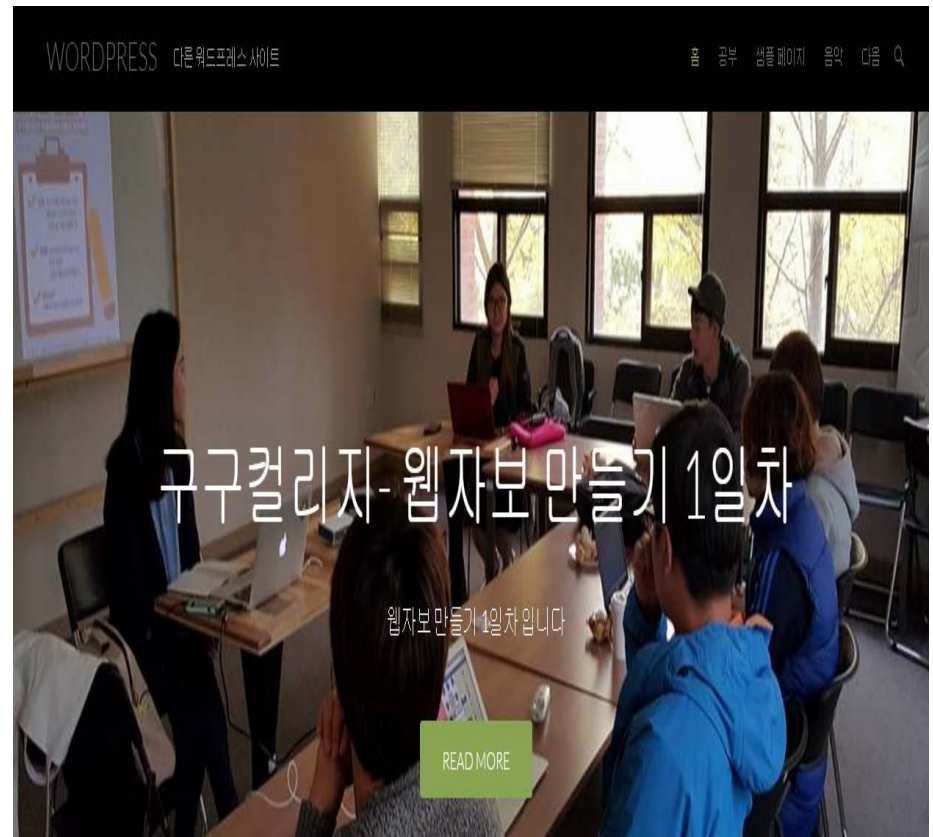 WORDPRESS 다른 워드프레스 사이트
홈 공부 샘플 페이지 음악 다음
구구컬리지- 웹자보 만들기 1일차
웹자보 만들기 1일차 입니다
READ MORE